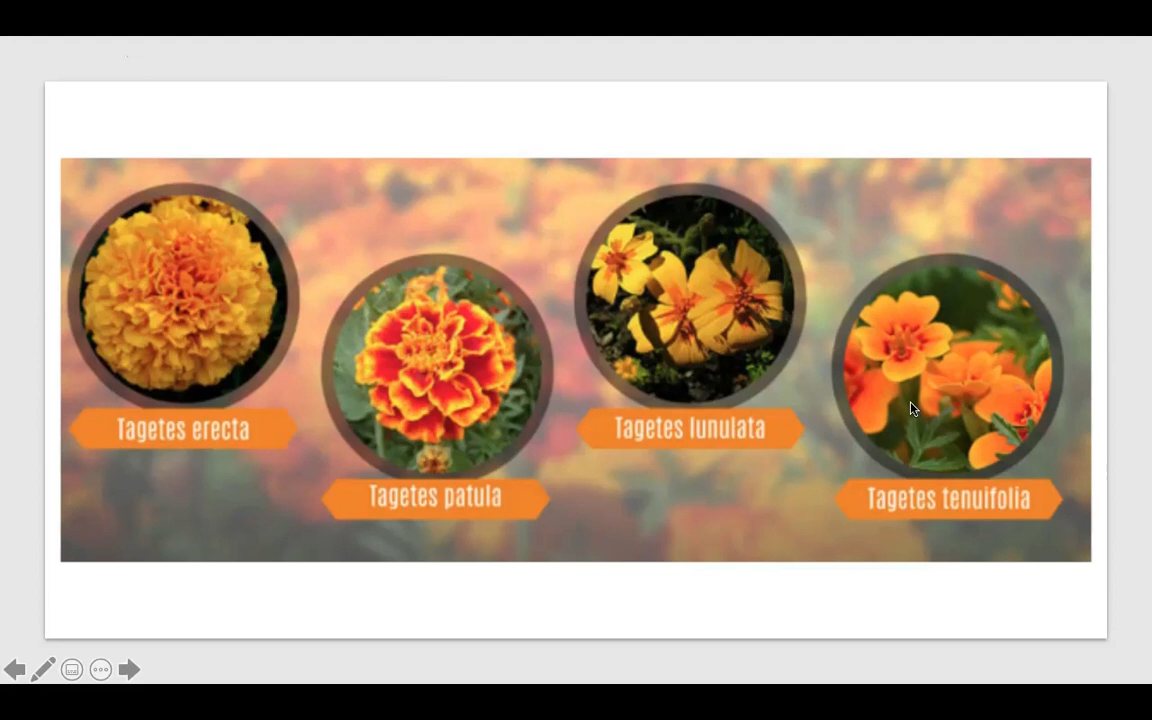 Tagetes erecta
Tagetes patula
Tagetes lunulata
Tagetes tenuifolia